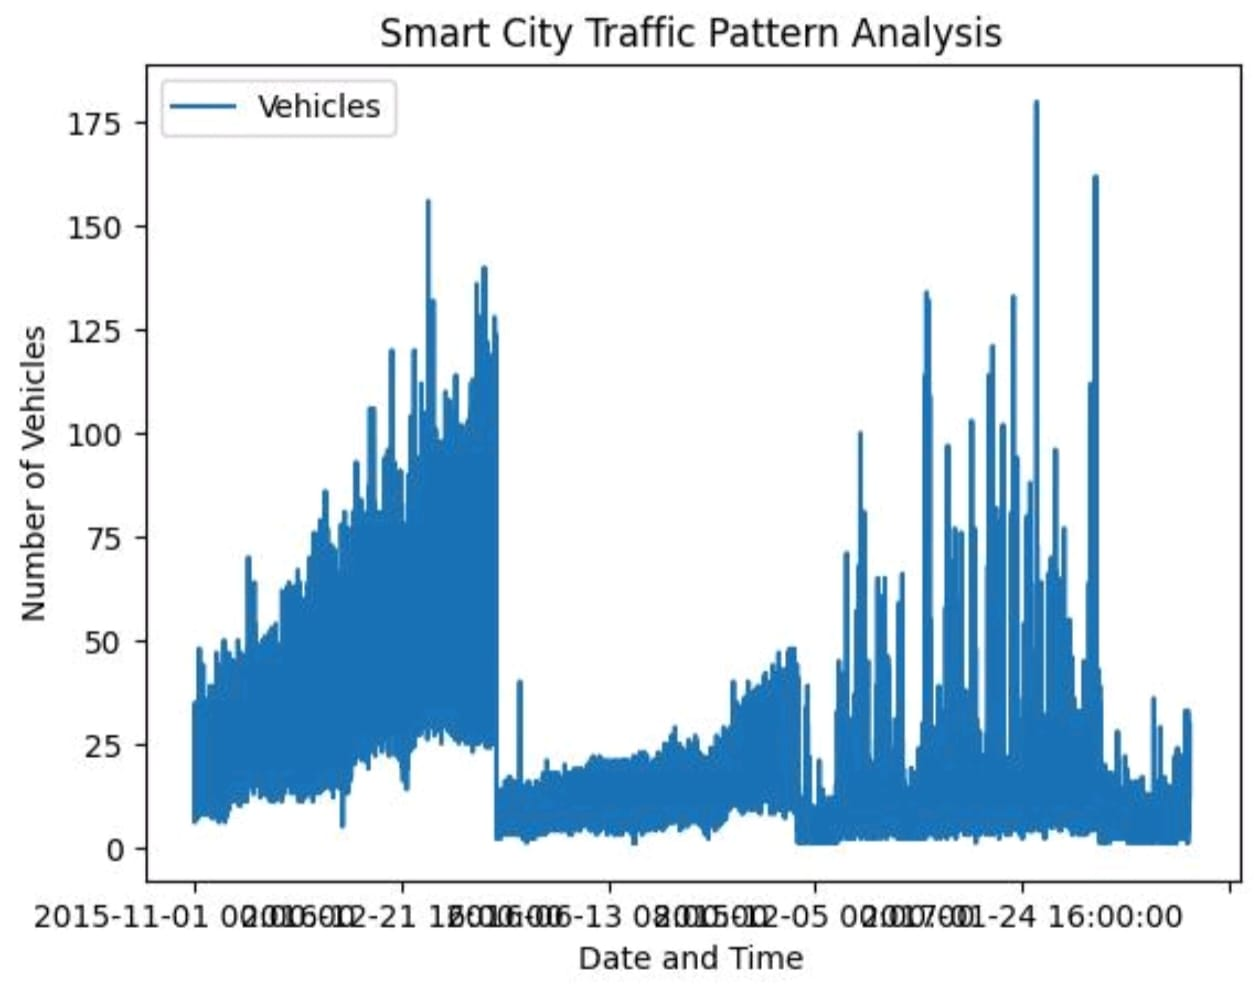 Smart City Traffic Pattern Analysis
Vehicles
175
150
125
100
75
50
25
0
Number of Vehicles
2015-11-01 16:00:00
Date and Time